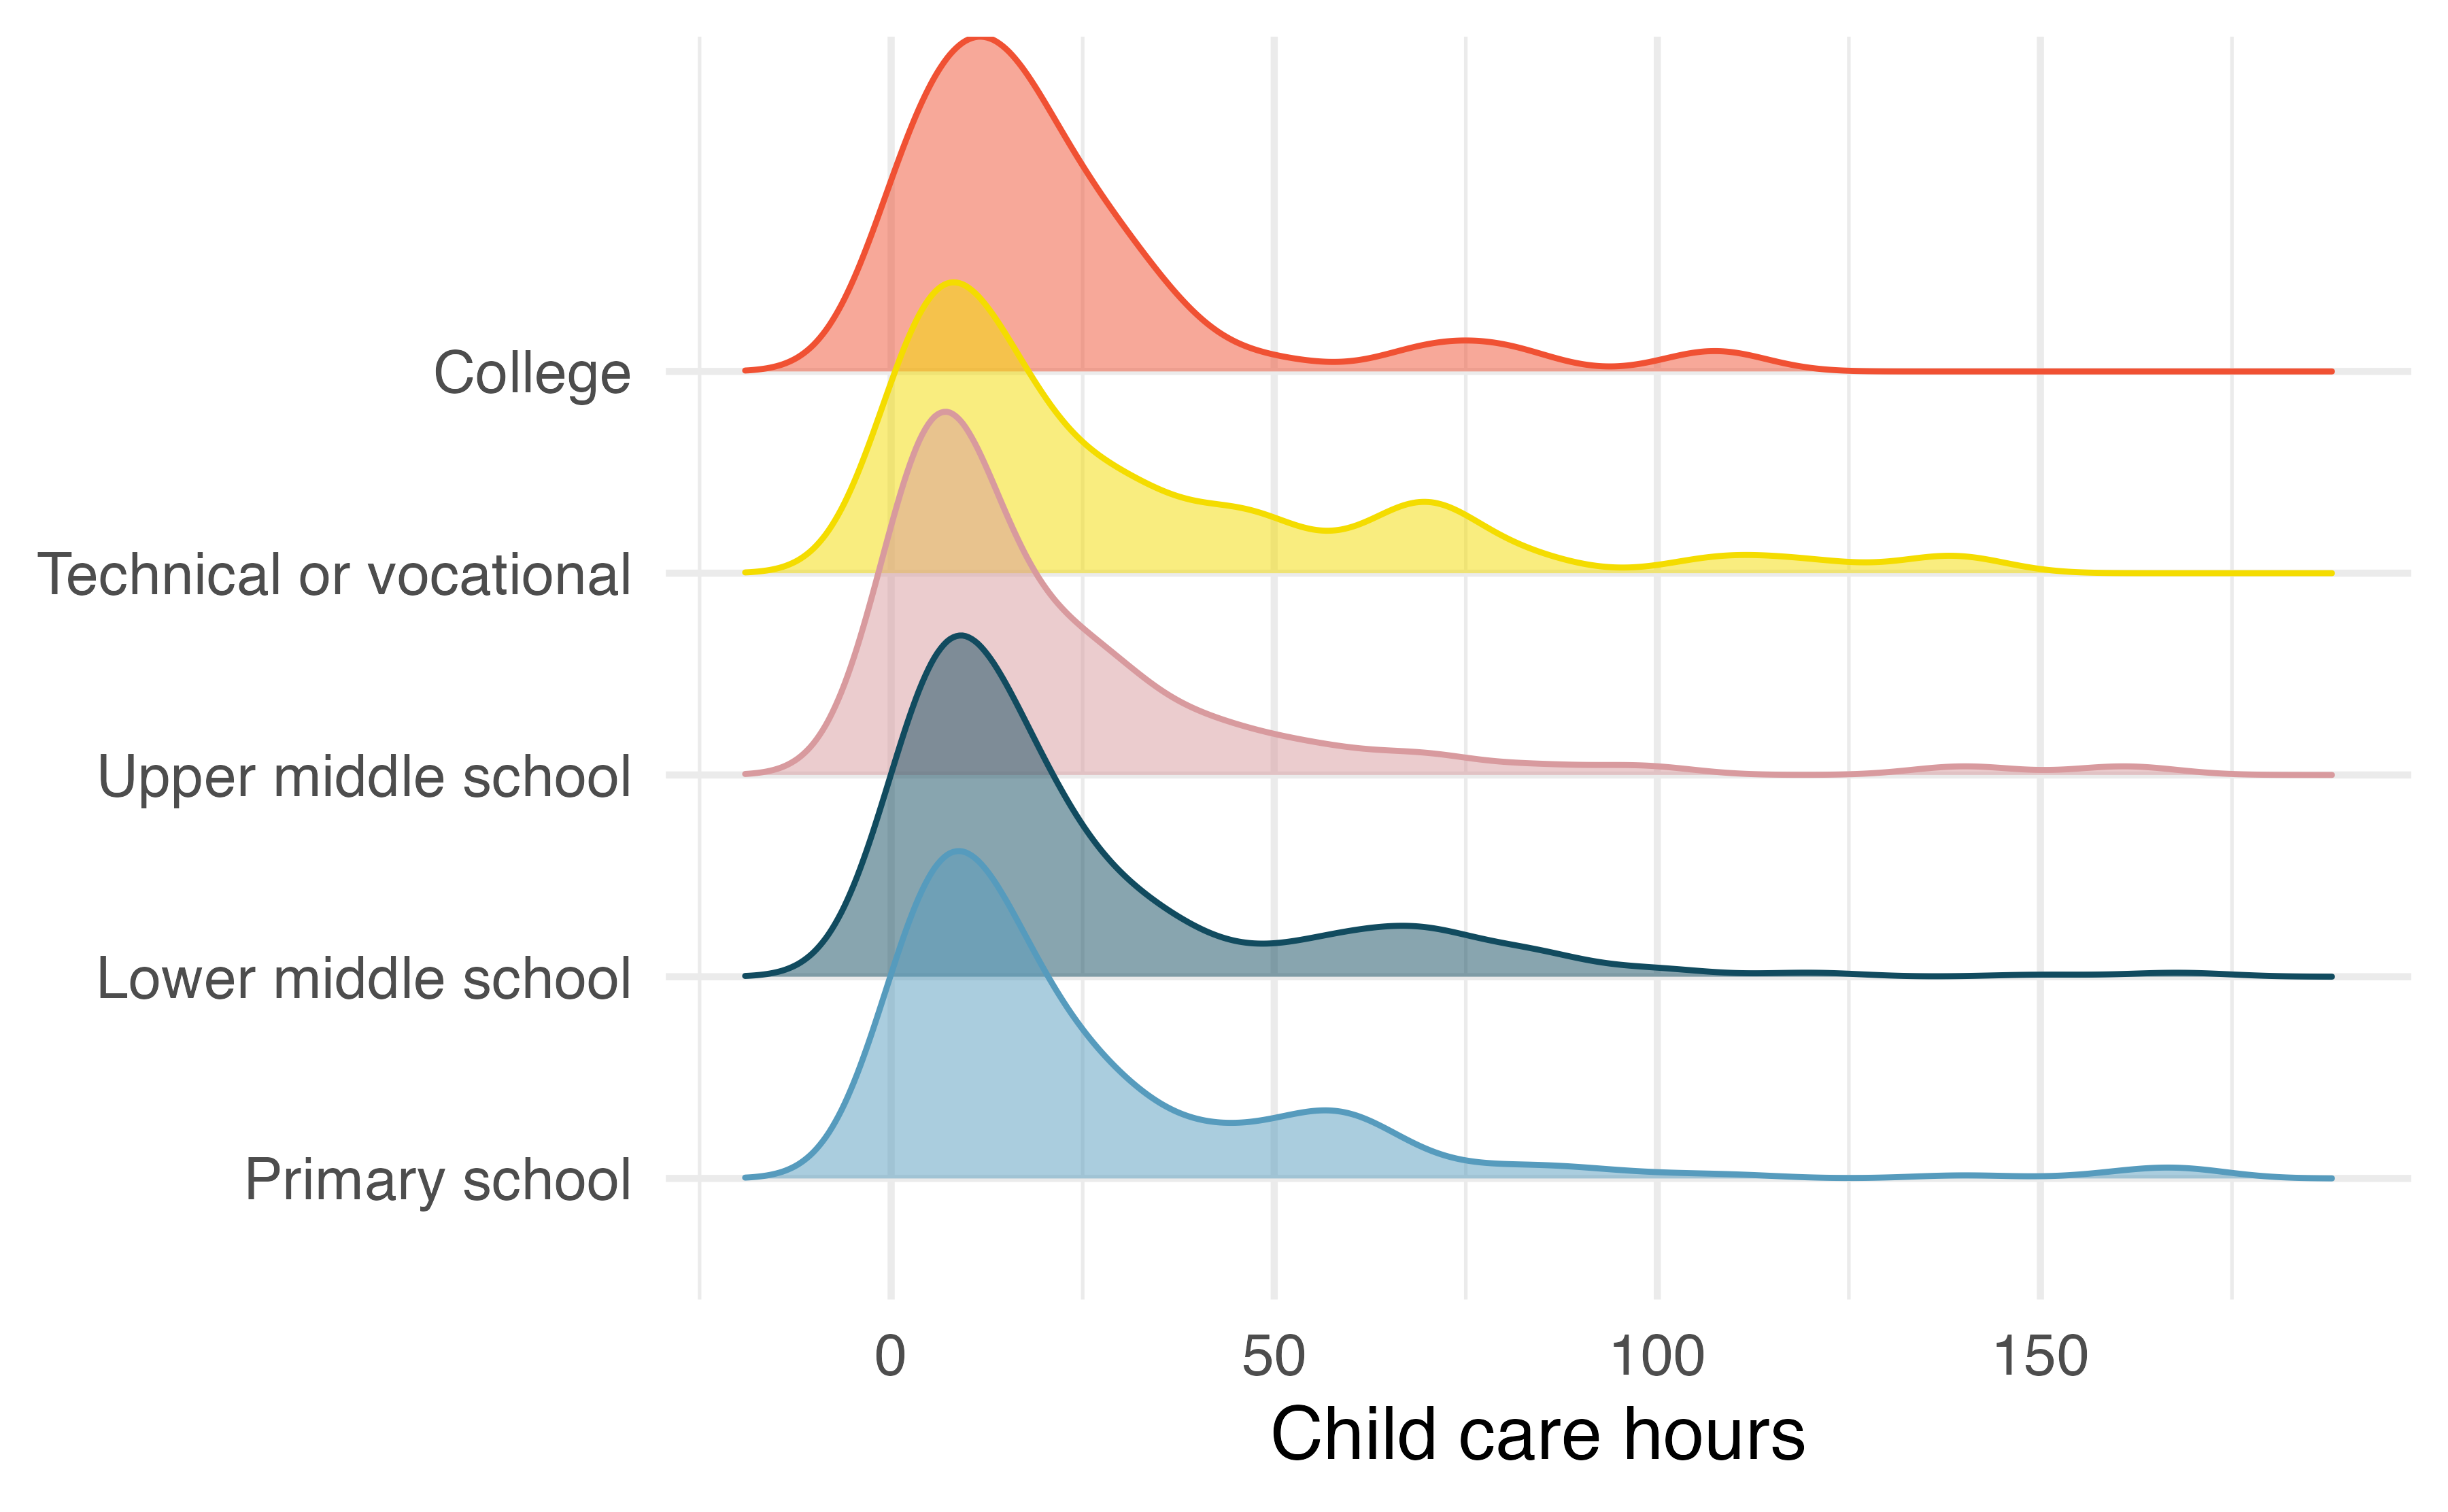 College
Technical or vocational
Upper middle school
Lower middle school
Primary school
0 50 100 150
Child care hours